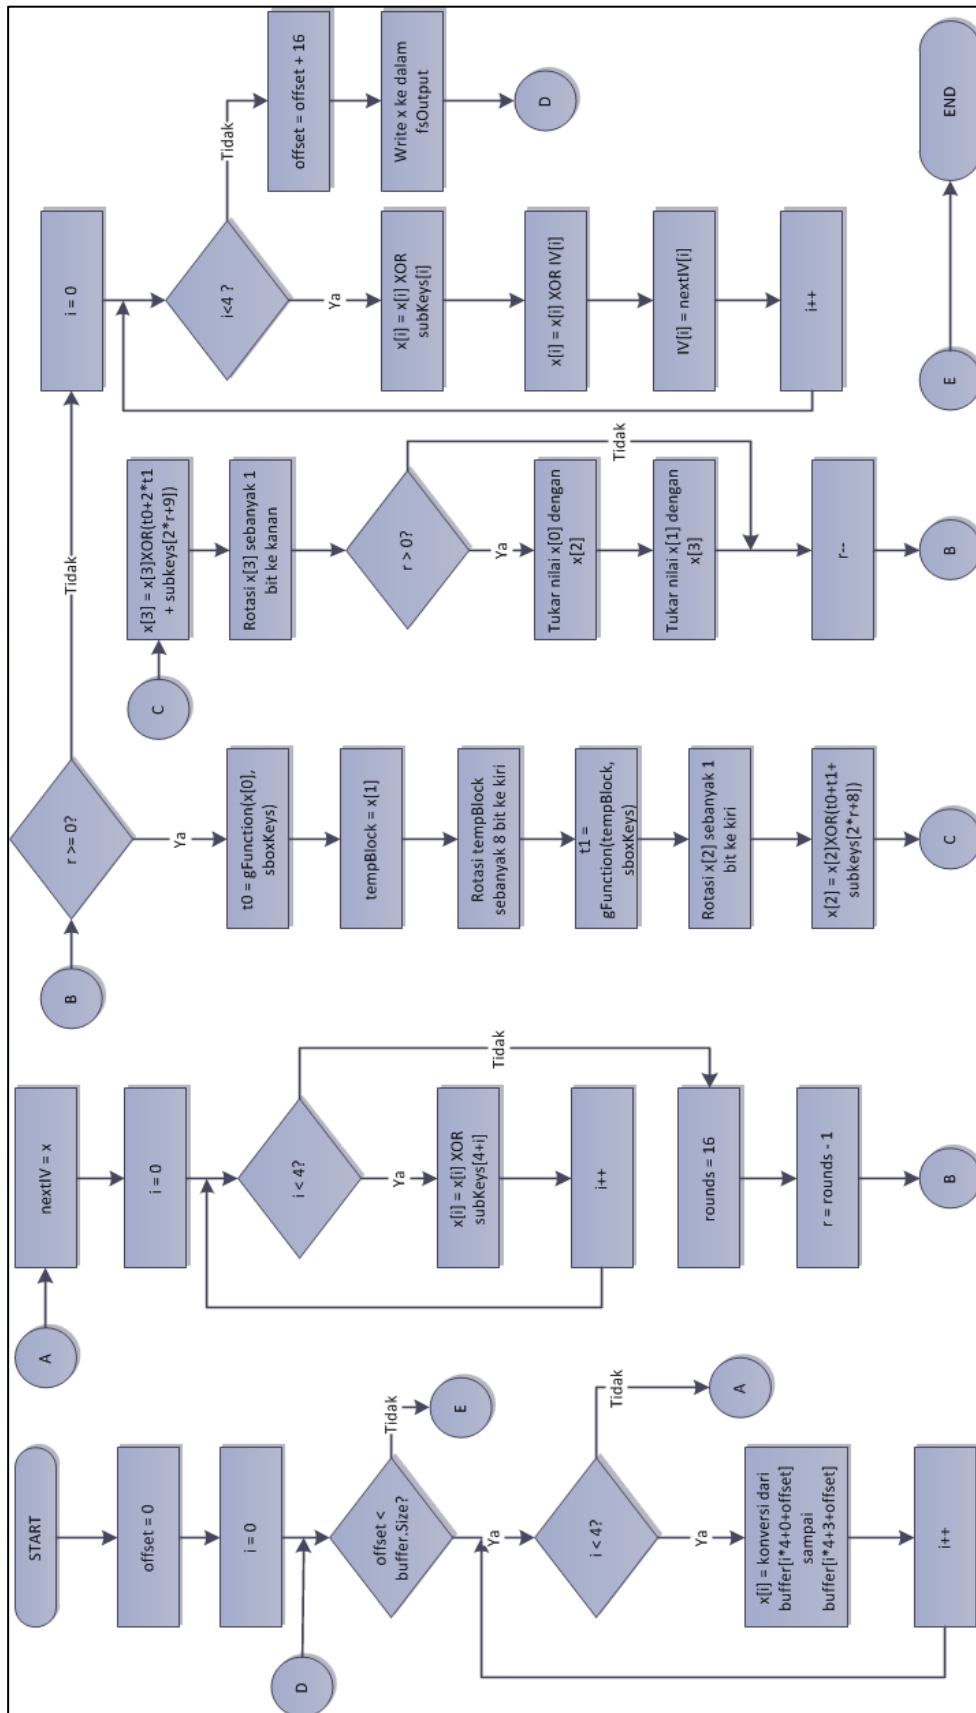 START
offset = 0
i = 0
D
offset <
buffer.Size?
Tidak
E
Ya
i < 4?
Tidak
A
Ya
x[i] = konversi dari
buffer[i*4+0+offset]
sampai
buffer[i*4+3+offset]
i++
A
nextIV = x
i = 0
i < 4?
Tidak
Ya
x[i] = x[i] XOR
subKeys[4+i]
i++
rounds = 16
r = rounds - 1
B
B
r >= 0?
Tidak
Ya
t0 = gFunction(x[0],
sboxKeys)
tempBlock = x[1]
Rotasi tempBlock
sebanyak 8 bit ke kiri
t1 =
gFunction(tempBlock,
sboxKeys)
Rotasi x[2] sebanyak 1
bit ke kiri
x[2] = x[2]XOR(t0+t1+
subkeys[2*r+8])
C
C
x[3] = x[3]XOR(t0+2*t1
+ subkeys[2*r+9])
Rotasi x[3] sebanyak 1
bit ke kanan
r > 0?
Tidak
Ya
Tukar nilai x[0] dengan
x[2]
Tukar nilai x[1] dengan
x[3]
r--
B
i = 0
i<4 ?
Tidak
Ya
x[i] = x[i] XOR
subKeys[i]
x[i] = x[i] XOR IV[i]
IV[i] = nextIV[i]
i++
offset = offset + 16
Write x ke dalam
fsOutput
D
E
END